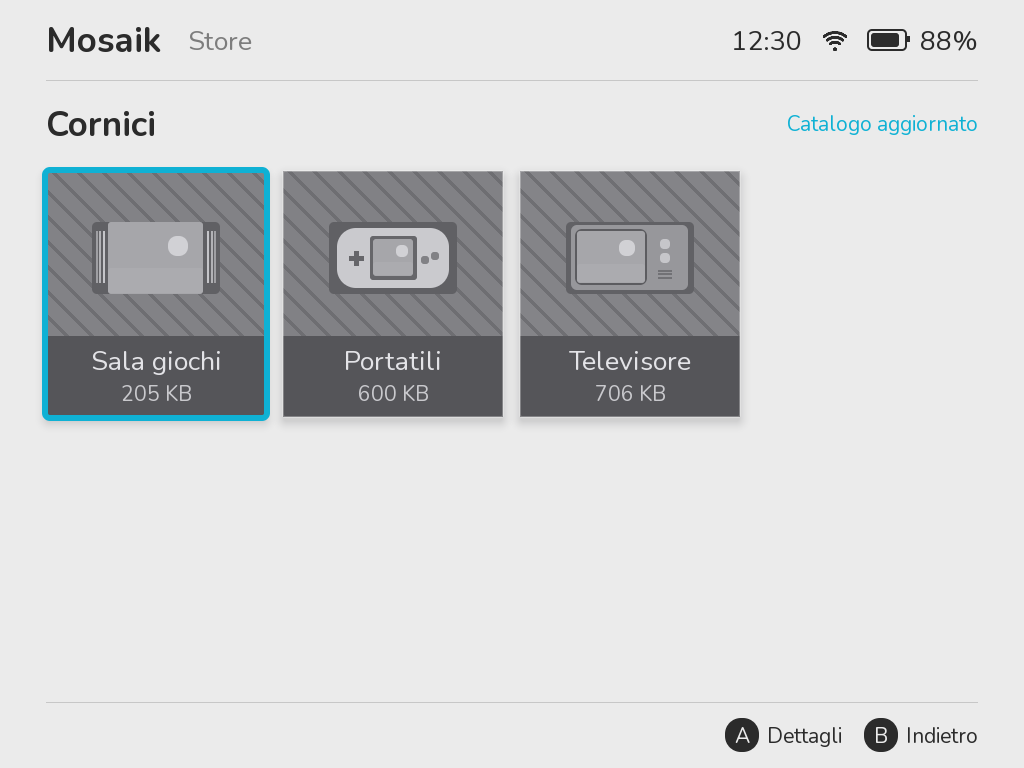 Mosaik Store 12:30 88%
Cornici Catalogo aggiornato
Sala giochi
205 KB
Portatili
600 KB
Televisore
706 KB
A Dettagli B Indietro